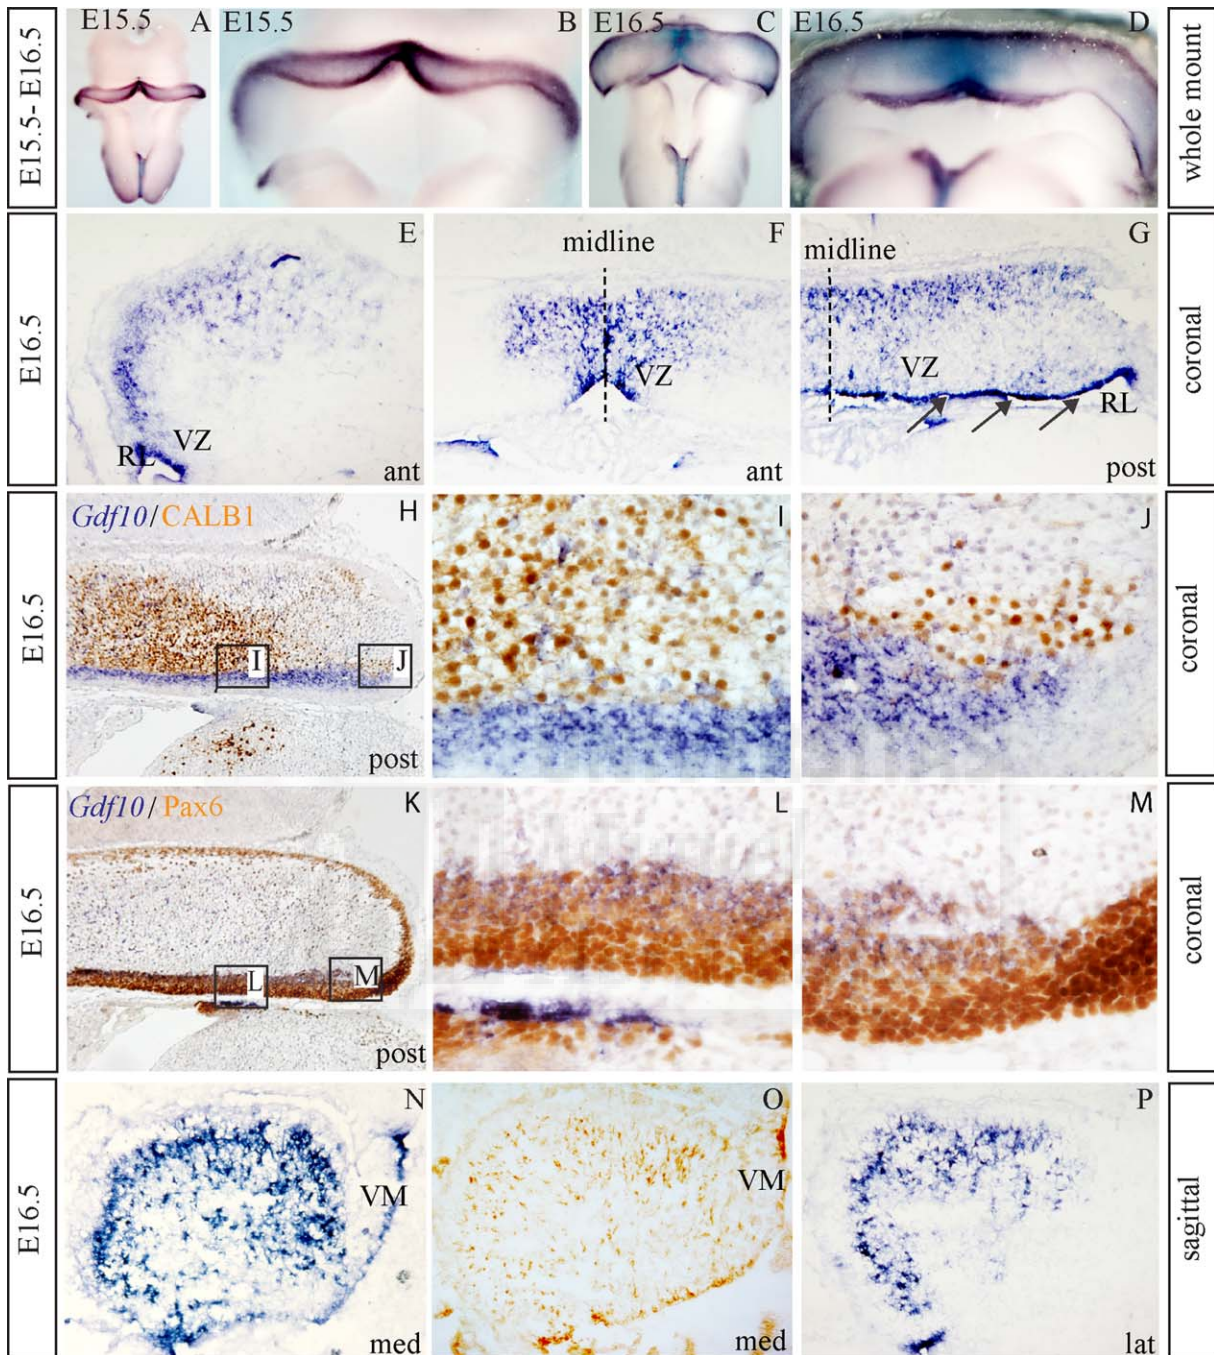 E15.5- E16.5
E15.5
A
E15.5
B
E16.5
C
E16.5
D
whole mount
E16.5
E
RL
VZ
ant
midline
F
VZ
ant
G
midline
VZ
RL
post
coronal
E16.5
Gdf10/CALB1
H
I
J
post
I
J
coronal
E16.5
Gdf10/Pax6
K
L
M
post
L
M
coronal
E16.5
N
VM
med
O
VM
med
P
lat
sagittal